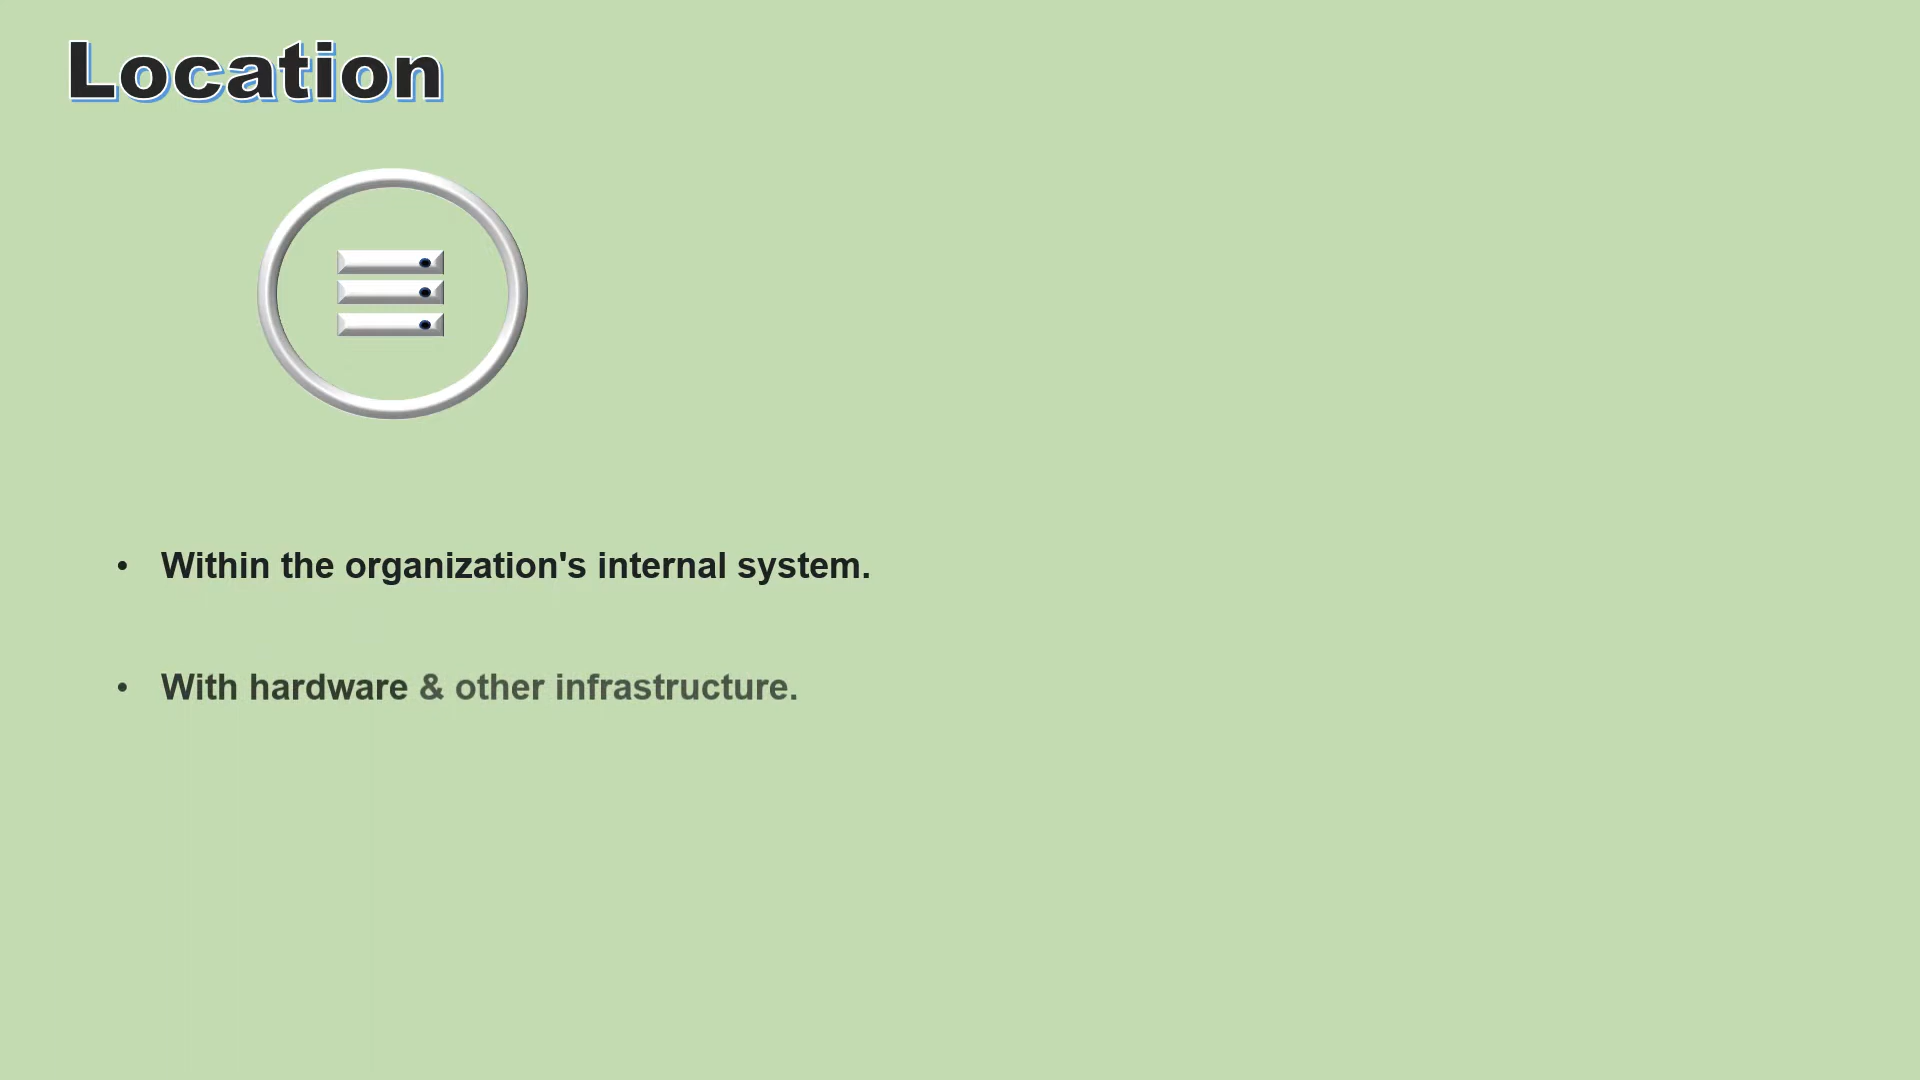 Location
• Within the organization's internal system.
• With hardware & other infrastructure.